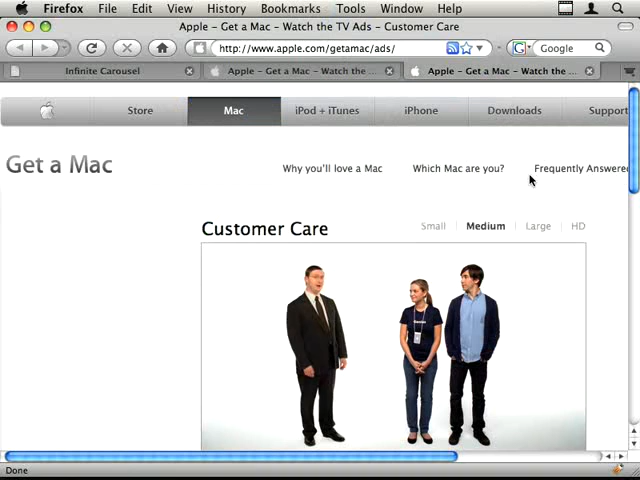 Firefox File Edit View History Bookmarks Tools Window Help
Apple – Get a Mac – Watch the TV Ads – Customer Care
http://www.apple.com/getamac/ads/
Google
Infinite Carousel
Apple – Get a Mac – Watch the ...
Apple – Get a Mac – Watch the ...
Store Mac iPod + iTunes iPhone Downloads Support
Get a Mac
Why you'll love a Mac Which Mac are you? Frequently Answered
Customer Care
Small Medium Large HD
Done